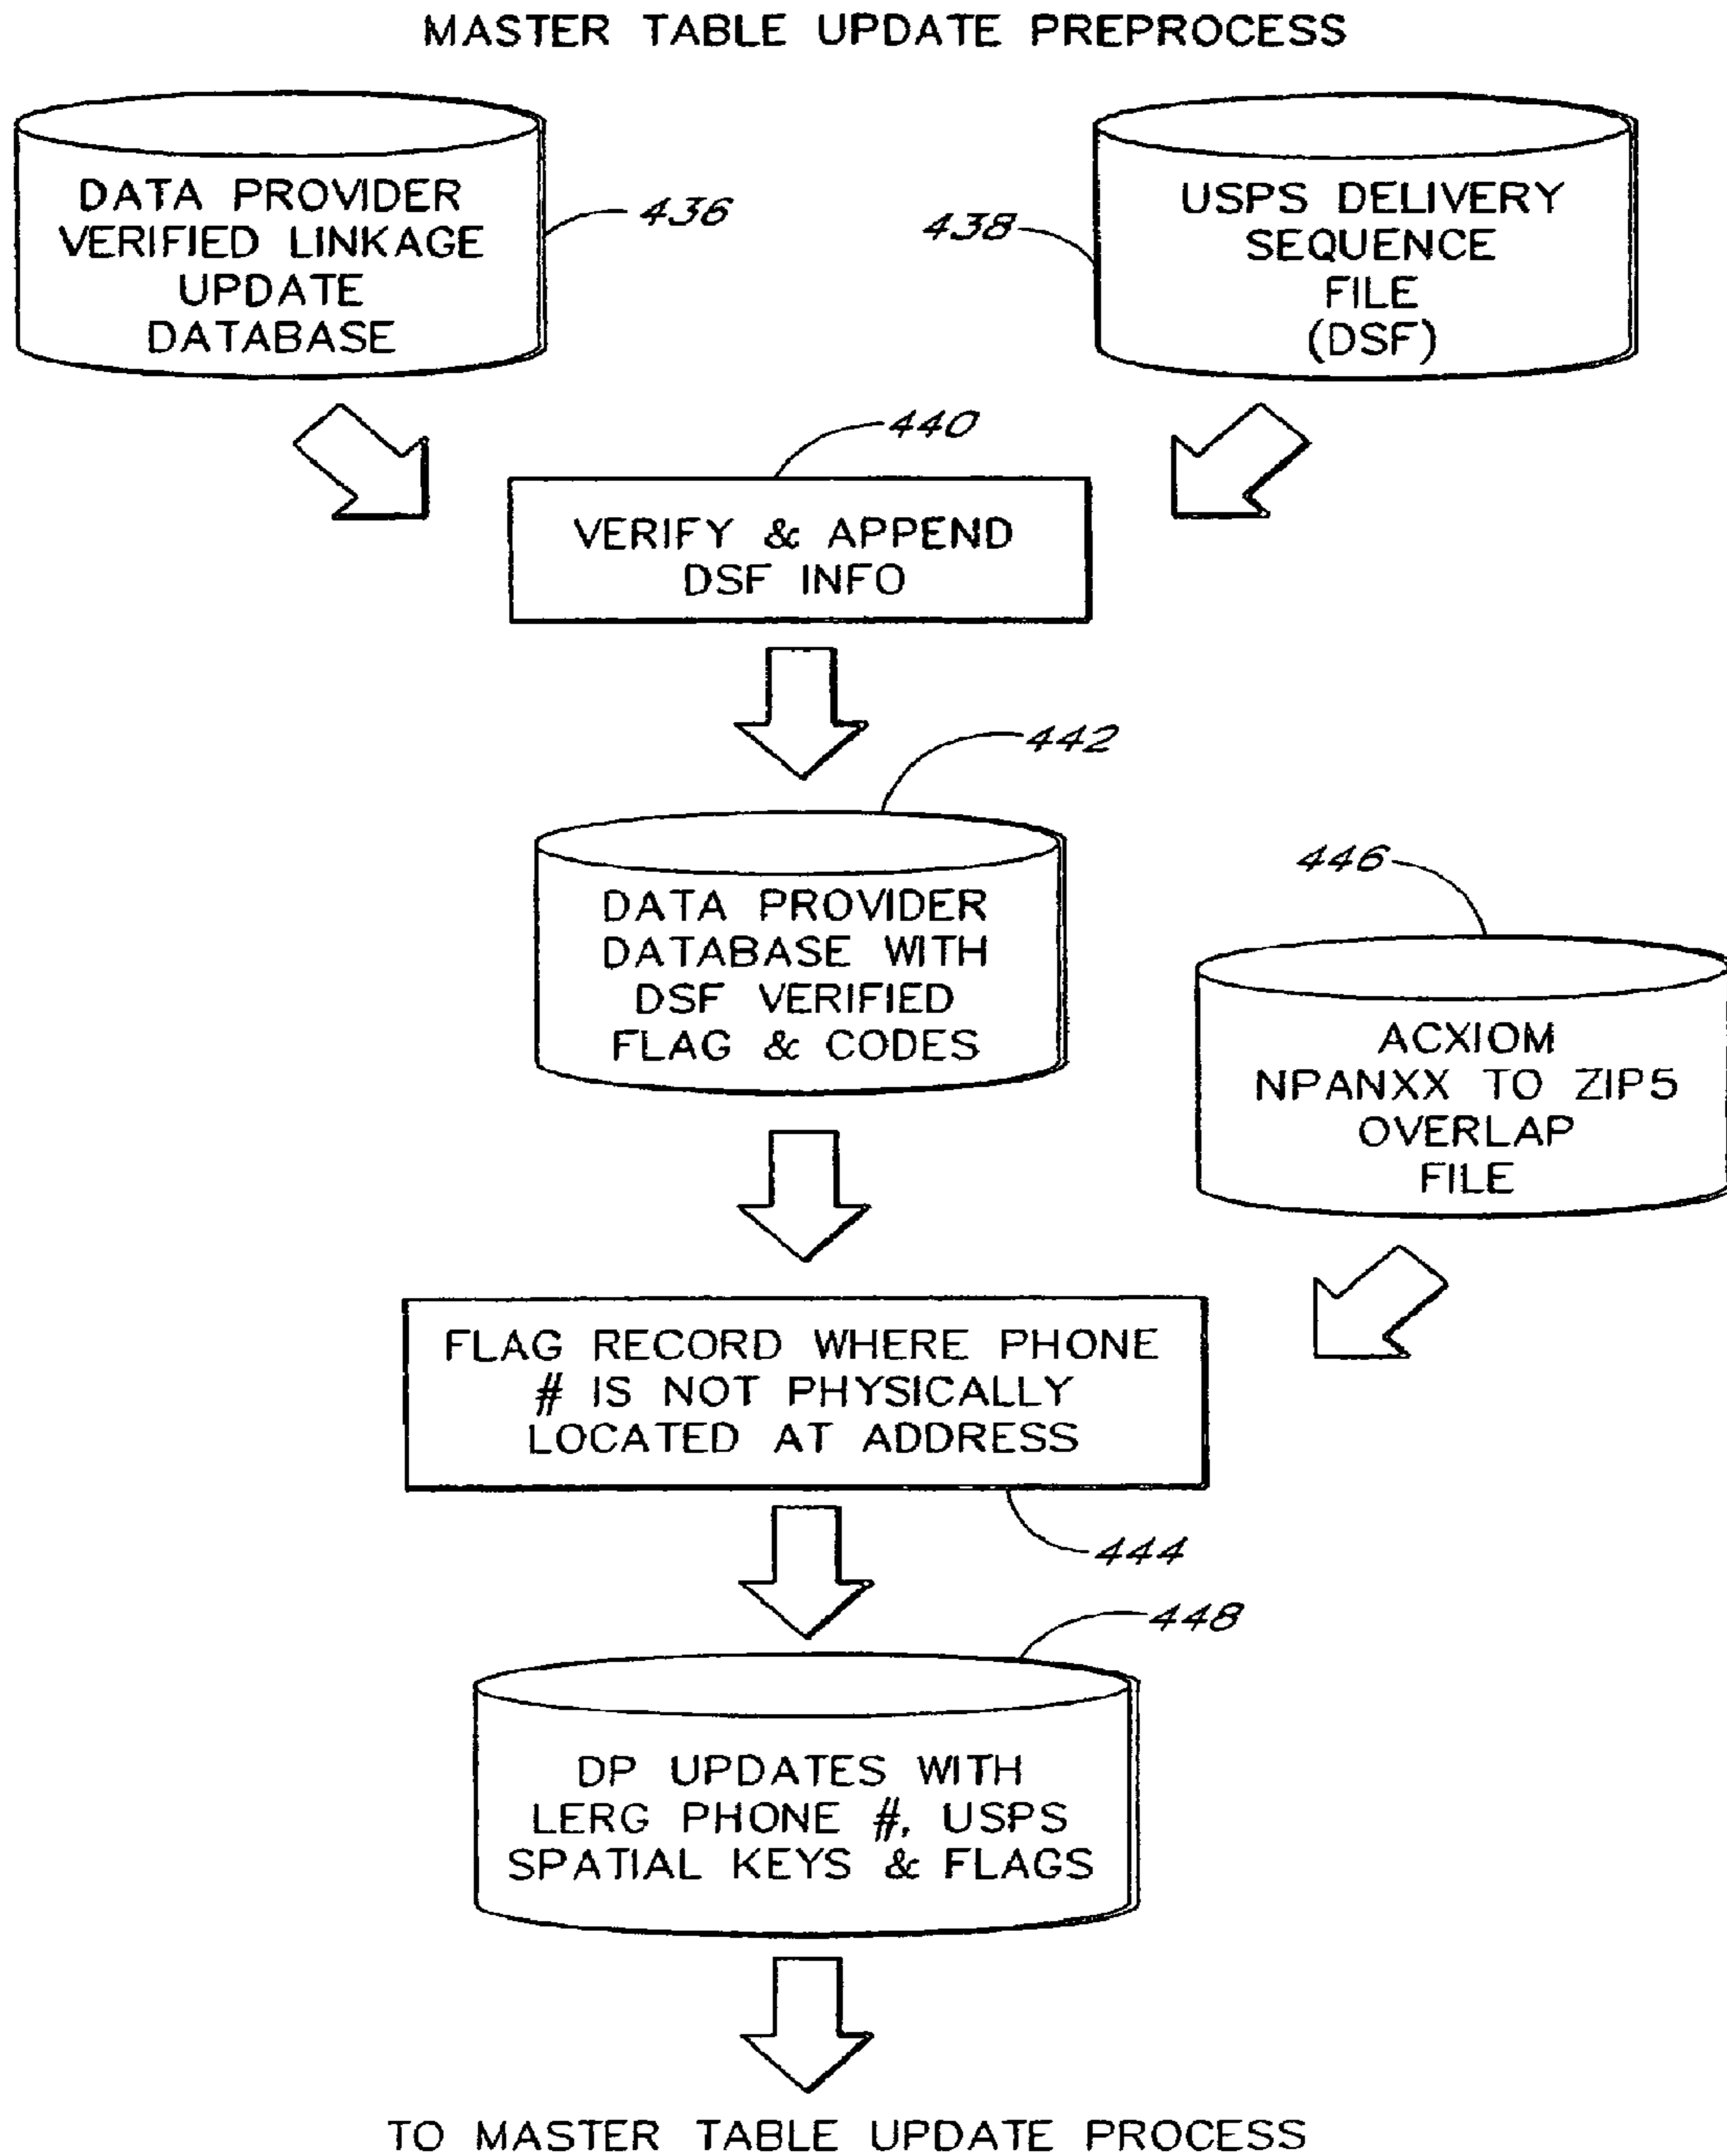 MASTER TABLE UPDATE PREPROCESS
DATA PROVIDER
VERIFIED LINKAGE
UPDATE
DATABASE
436
438
USPS DELIVERY
SEQUENCE
FILE
(DSF)
440
VERIFY & APPEND
DSF INFO
442
DATA PROVIDER
DATABASE WITH
DSF VERIFIED
FLAG & CODES
446
ACXIOM
NPANXX TO ZIP5
OVERLAP
FILE
FLAG RECORD WHERE PHONE
# IS NOT PHYSICALLY
LOCATED AT ADDRESS
444
448
DP UPDATES WITH
LERG PHONE #, USPS
SPATIAL KEYS & FLAGS
TO MASTER TABLE UPDATE PROCESS